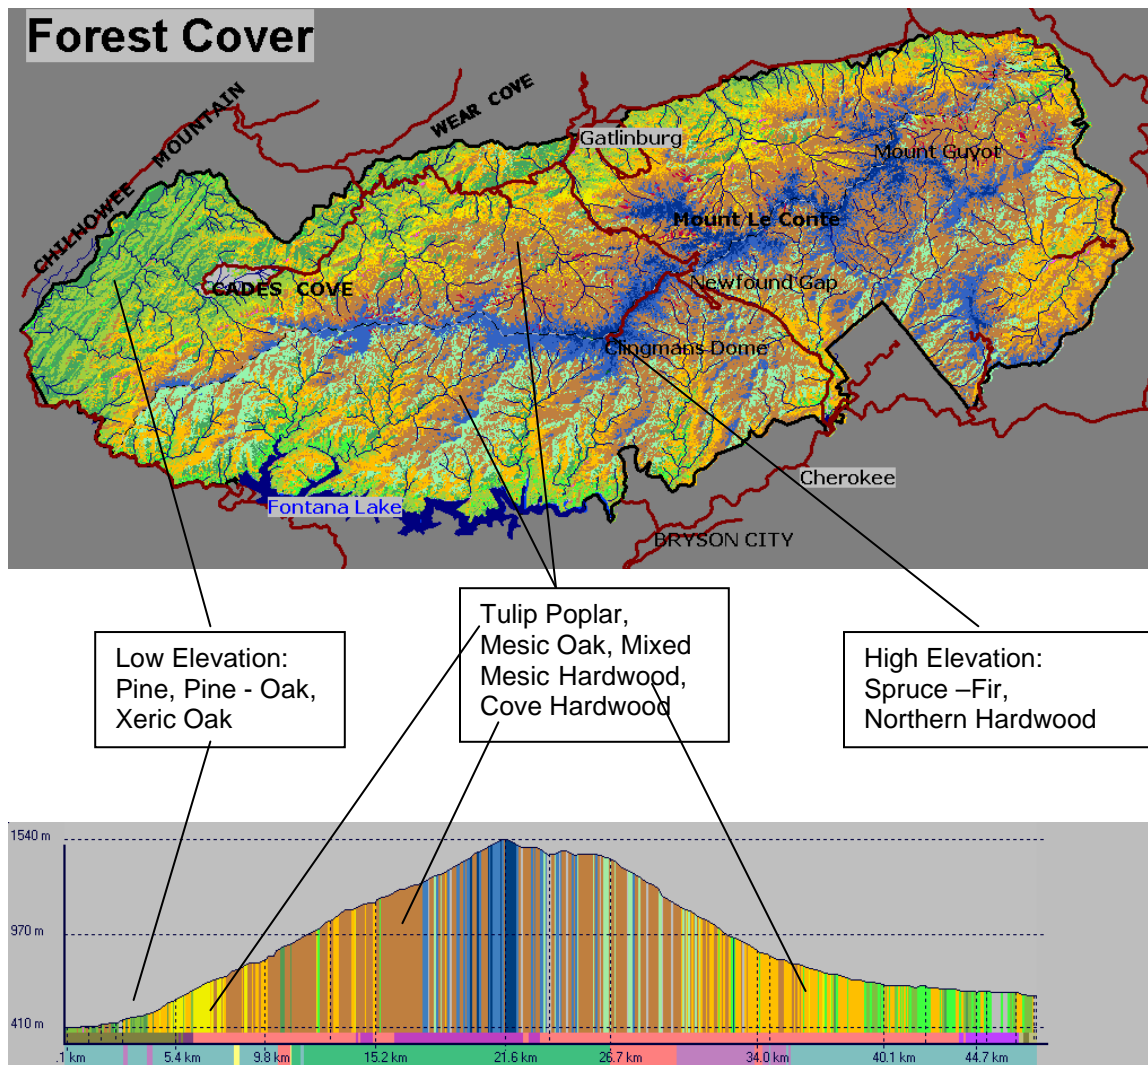 Forest Cover
CHILHOWEE MOUNTAIN
WEAR COVE
Gatlinburg
Mount Guyot
Mount Le Conte
CADES COVE
Newfound Gap
Clingmans Dome
Cherokee
Fontana Lake
BRYSON CITY
Low Elevation:
Pine, Pine - Oak,
Xeric Oak
Tulip Poplar,
Mesic Oak, Mixed
Mesic Hardwood,
Cove Hardwood
High Elevation:
Spruce –Fir,
Northern Hardwood
1540 m
970 m
410 m
.1 km 5.4 km 9.8 km 15.2 km 21.6 km 26.7 km 34.0 km 40.1 km 44.7 km